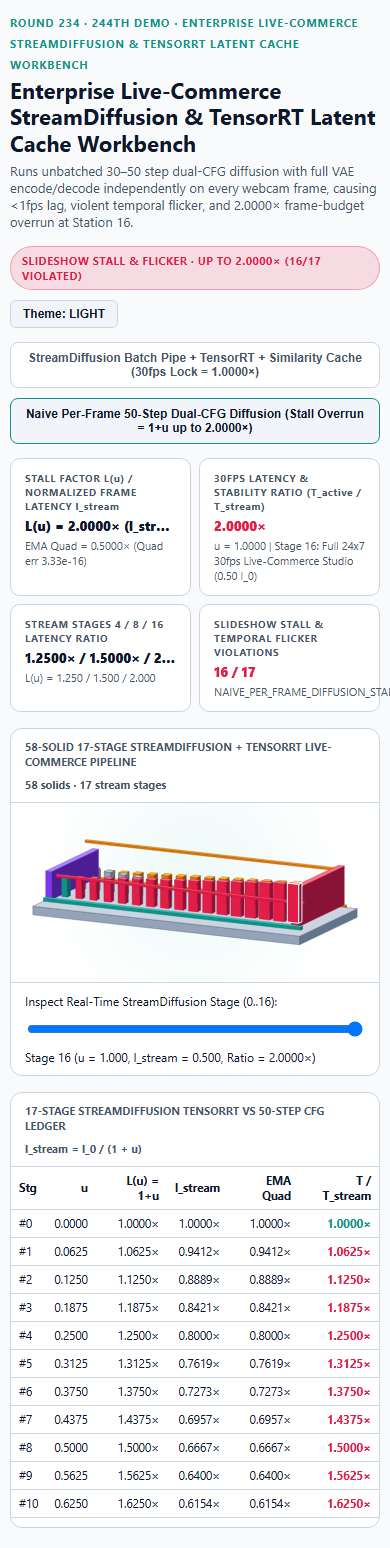 ROUND 234 · 244TH DEMO · ENTERPRISE LIVE-COMMERCE
STREAMDIFFUSION & TENSORRT LATENT CACHE
WORKBENCH
Enterprise Live-Commerce
StreamDiffusion & TensorRT Latent
Cache Workbench
Runs unbatched 30–50 step dual-CFG diffusion with full VAE
encode/decode independently on every webcam frame, causing
<1fps lag, violent temporal flicker, and 2.0000× frame-budget
overrun at Station 16.
SLIDESHOW STALL & FLICKER · UP TO 2.0000× (16/17
VIOLATED)
Theme: LIGHT
StreamDiffusion Batch Pipe + TensorRT + Similarity Cache
(30fps Lock = 1.0000×)
Naive Per-Frame 50-Step Dual-CFG Diffusion (Stall Overrun
= 1+u up to 2.0000×)
STALL FACTOR L(u) /
NORMALIZED FRAME
LATENCY l_stream
L(u) = 2.0000× (l_str...
EMA Quad = 0.5000× (Quad
err 3.33e-16)
30FPS LATENCY &
STABILITY RATIO (T_active /
T_stream)
2.0000×
u = 1.0000 | Stage 16: Full 24x7
30fps Live-Commerce Studio
(0.50 l_0)
STREAM STAGES 4 / 8 / 16
LATENCY RATIO
1.2500× / 1.5000× / 2...
L(u) = 1.250 / 1.500 / 2.000
SLIDESHOW STALL &
TEMPORAL FLICKER
VIOLATIONS
16 / 17
NAIVE_PER_FRAME_DIFFUSION_STA
58-SOLID 17-STAGE STREAMDIFFUSION + TENSORRT LIVE-
COMMERCE PIPELINE
58 solids · 17 stream stages
Inspect Real-Time StreamDiffusion Stage (0..16):
Stage 16 (u = 1.000, l_stream = 0.500, Ratio = 2.0000×)
17-STAGE STREAMDIFFUSION TENSORRT VS 50-STEP CFG
LEDGER
l_stream = l_0 / (1 + u)
Stg u L(u) = 1+u l_stream EMA Quad T / T_stream
#0 0.0000 1.0000× 1.0000× 1.0000× 1.0000×
#1 0.0625 1.0625× 0.9412× 0.9412× 1.0625×
#2 0.1250 1.1250× 0.8889× 0.8889× 1.1250×
#3 0.1875 1.1875× 0.8421× 0.8421× 1.1875×
#4 0.2500 1.2500× 0.8000× 0.8000× 1.2500×
#5 0.3125 1.3125× 0.7619× 0.7619× 1.3125×
#6 0.3750 1.3750× 0.7273× 0.7273× 1.3750×
#7 0.4375 1.4375× 0.6957× 0.6957× 1.4375×
#8 0.5000 1.5000× 0.6667× 0.6667× 1.5000×
#9 0.5625 1.5625× 0.6400× 0.6400× 1.5625×
#10 0.6250 1.6250× 0.6154× 0.6154× 1.6250×